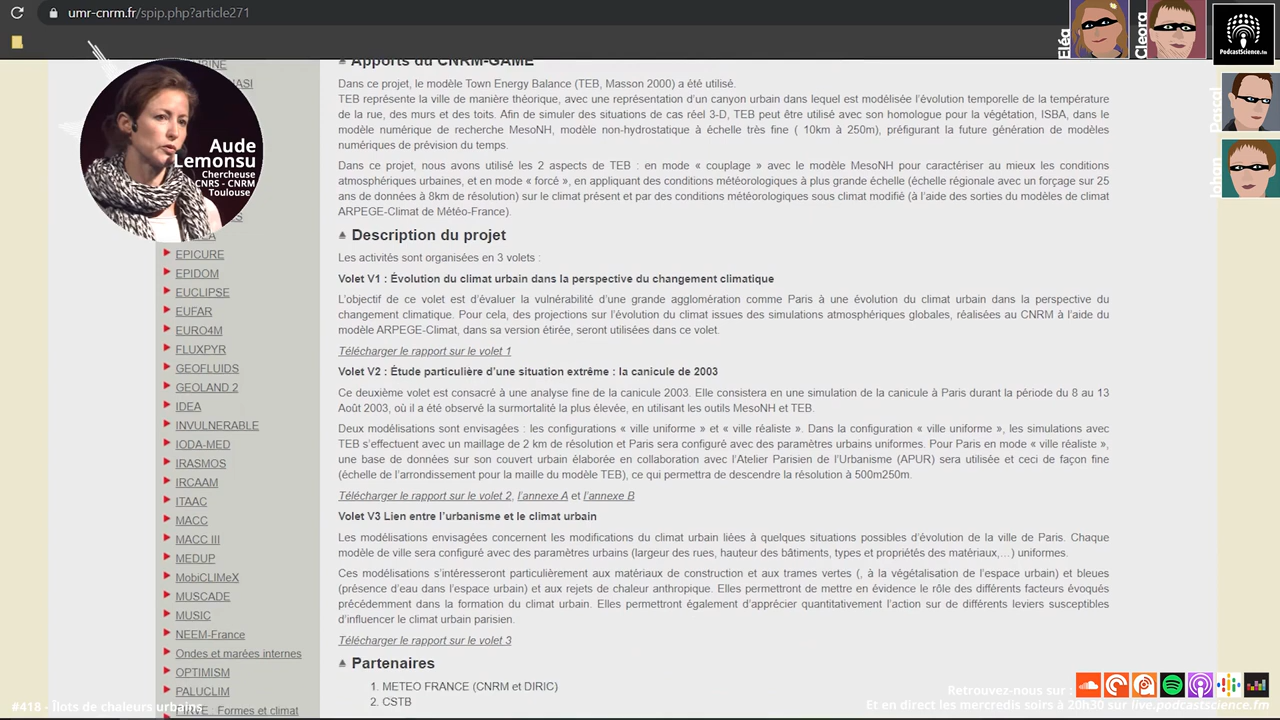 umr-cnrm.fr/spip.php?article271
Eléa
Cleora
PodcastScience.fm
Pascal
Johan
Aude
Lemonsu
Chercheuse
CNRS - CNRM
Toulouse
EPICURE
EPIDOM
EUCLIPSE
EUFAR
EURO4M
FLUXPYR
GEOFLUIDS
GEOLAND 2
IDEA
INVULNERABLE
IODA-MED
IRASMOS
IRCAAM
ITAAC
MACC
MACC III
MEDUP
MobiCLIMeX
MUSCADE
MUSIC
NEEM-France
Ondes et marées internes
OPTIMISM
PALUCLIM
Apports du CNRM-GAME
Dans ce projet, le modèle Town Energy Balance (TEB, Masson 2000) a été utilisé.
TEB représente la ville de manière théorique, avec une représentation d'un canyon urbain dans lequel est modélisée l'évolution temporelle de la température
de la rue, des murs et des toits. Afin de simuler des situations de cas réel 3-D, TEB peut être utilisé avec son homologue pour la végétation, ISBA, dans le
modèle numérique de recherche MesoNH, modèle non-hydrostatique à échelle très fine ( 10km à 250m), préfigurant la future génération de modèles
numériques de prévision du temps.
Dans ce projet, nous avons utilisé les 2 aspects de TEB : en mode « couplage » avec le modèle MesoNH pour caractériser au mieux les conditions
atmosphériques urbaines, et en mode « forcé », en appliquant des conditions météorologiques à plus grande échelle (échelle régionale avec un forçage sur 25
ans de données à 8km de résolution) sur le climat présent et par des conditions météorologiques sous climat modifié (à l'aide des sorties du modèles de climat
ARPEGE-Climat de Météo-France).
Description du projet
Les activités sont organisées en 3 volets :
Volet V1 : Évolution du climat urbain dans la perspective du changement climatique
L'objectif de ce volet est d'évaluer la vulnérabilité d'une grande agglomération comme Paris à une évolution du climat urbain dans la perspective du
changement climatique. Pour cela, des projections sur l'évolution du climat issues des simulations atmosphériques globales, réalisées au CNRM à l'aide du
modèle ARPEGE-Climat, dans sa version étirée, seront utilisées dans ce volet.
Télécharger le rapport sur le volet 1
Volet V2 : Étude particulière d'une situation extrême : la canicule de 2003
Ce deuxième volet est consacré à une analyse fine de la canicule 2003. Elle consistera en une simulation de la canicule à Paris durant la période du 8 au 13
Août 2003, où il a été observé la surmortalité la plus élevée, en utilisant les outils MesoNH et TEB.
Deux modélisations sont envisagées : les configurations « ville uniforme » et « ville réaliste ». Dans la configuration « ville uniforme », les simulations avec
TEB s'effectuent avec un maillage de 2 km de résolution et Paris sera configuré avec des paramètres urbains uniformes. Pour Paris en mode « ville réaliste »,
une base de données sur son couvert urbain élaborée en collaboration avec l'Atelier Parisien de l'Urbanisme (APUR) sera utilisée et ceci de façon fine
(échelle de l'arrondissement pour la maille du modèle TEB), ce qui permettra de descendre la résolution à 500m250m.
Télécharger le rapport sur le volet 2, l'annexe A et l'annexe B
Volet V3 Lien entre l'urbanisme et le climat urbain
Les modélisations envisagées concernent les modifications du climat urbain liées à quelques situations possibles d'évolution de la ville de Paris. Chaque
modèle de ville sera configuré avec des paramètres urbains (largeur des rues, hauteur des bâtiments, types et propriétés des matériaux,...) uniformes.
Ces modélisations s'intéresseront particulièrement aux matériaux de construction et aux trames vertes (, à la végétalisation de l'espace urbain) et bleues
(présence d'eau dans l'espace urbain) et aux rejets de chaleur anthropique. Elles permettront de mettre en évidence le rôle des différents facteurs évoqués
précédemment dans la formation du climat urbain. Elles permettront également d'apprécier quantitativement l'action sur de différents leviers susceptibles
d'influencer le climat urbain parisien.
Télécharger le rapport sur le volet 3
Partenaires
1. METEO FRANCE (CNRM et DIRIC)
2. CSTB
#418 - Îlots de chaleurs urbains
: Formes et climat
Retrouvez-nous sur :
Et en direct les mercredis soirs à 20h30 sur live.podcastscience.fm